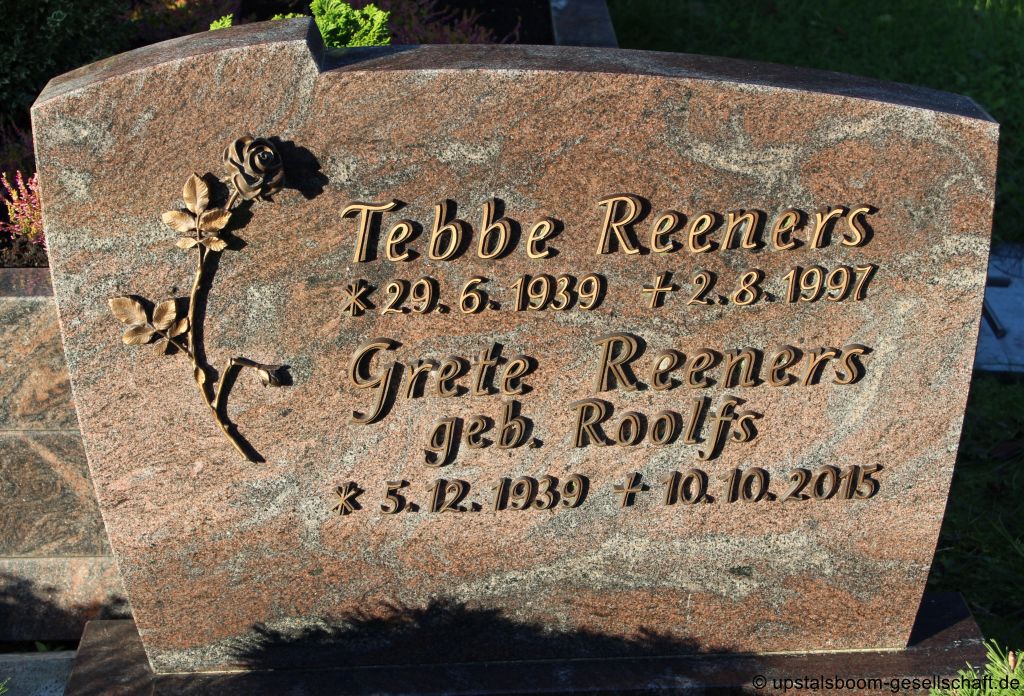 Tebbe Reeners
* 29. 6. 1939 + 2. 8. 1997
Grete Reeners
geb. Roolfs
* 5. 12. 1939 + 10. 10. 2015
© upstalsboom-gesellschaft.de